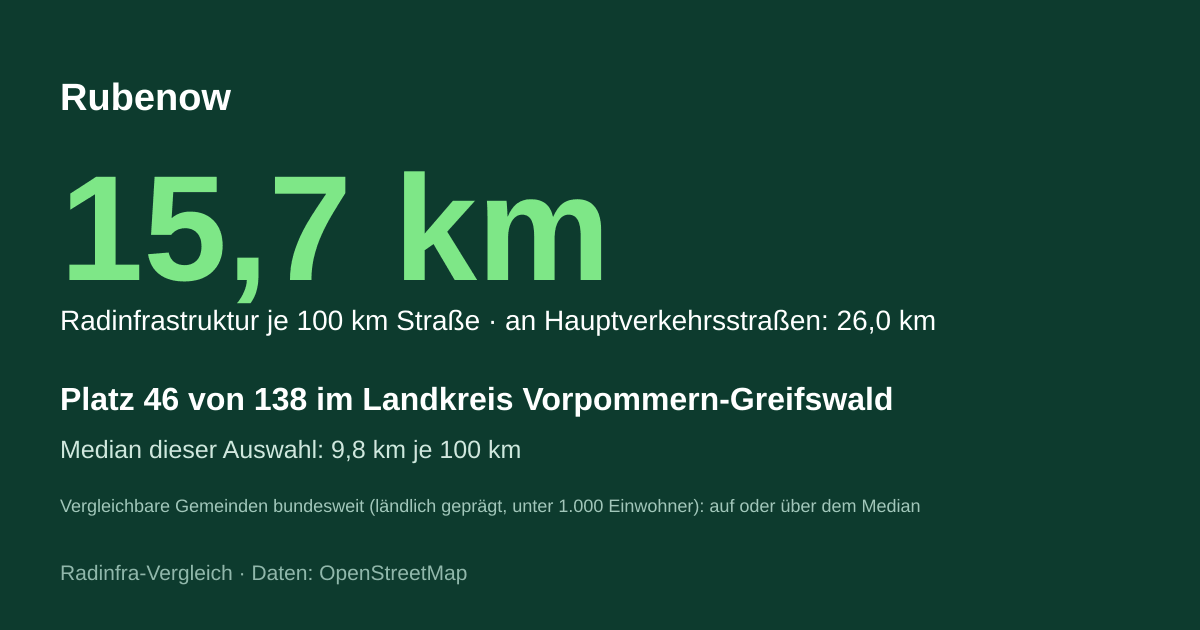 Rubenow
15,7 km
Radinfrastruktur je 100 km Straße · an Hauptverkehrsstraßen: 26,0 km
Platz 46 von 138 im Landkreis Vorpommern-Greifswald
Median dieser Auswahl: 9,8 km je 100 km
Vergleichbare Gemeinden bundesweit (ländlich geprägt, unter 1.000 Einwohner): auf oder über dem Median
Radinfra-Vergleich · Daten: OpenStreetMap